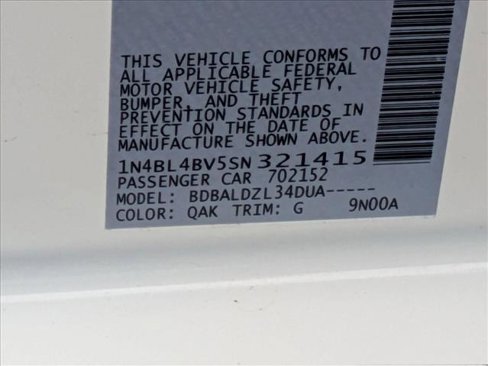 THIS VEHICLE CONFORMS TO
ALL APPLICABLE FEDERAL
MOTOR VEHICLE SAFETY,
BUMPER, AND THEFT
PREVENTION STANDARDS IN
EFFECT ON THE DATE OF
MANUFACTURE SHOWN ABOVE.
1N4BL4BV5SN321415
PASSENGER CAR 702152
MODEL: BDBALDZL34DUA-----
COLOR: QAK TRIM: G 9N00A